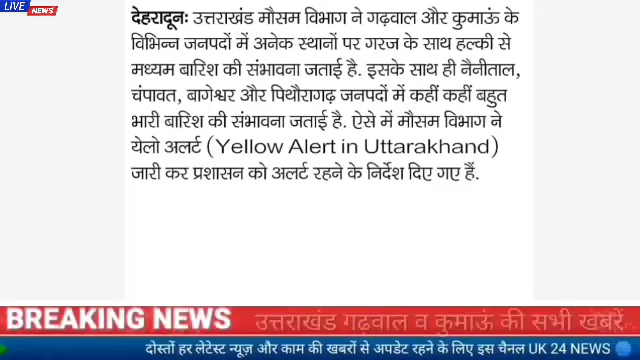 LIVE
NEWS
देहरादूनः उत्तराखंड मौसम विभाग ने गढ़वाल और कुमाऊं के
विभिन्न जनपदों में अनेक स्थानों पर गरज के साथ हल्की से
मध्यम बारिश की संभावना जताई है. इसके साथ ही नैनीताल,
चंपावत, बागेश्वर और पिथौरागढ़ जनपदों में कहीं कहीं बहुत
भारी बारिश की संभावना जताई है. ऐसे में मौसम विभाग ने
येलो अलर्ट (Yellow Alert in Uttarakhand)
जारी कर प्रशासन को अलर्ट रहने के निर्देश दिए गए हैं.
BREAKING NEWS उत्तराखंड गढ़वाल व कुमाऊं की सभी खबरें
दोस्तों हर लेटेस्ट न्यूज़ और काम की खबरों से अपडेट रहने के लिए इस चैनल UK 24 NEWS